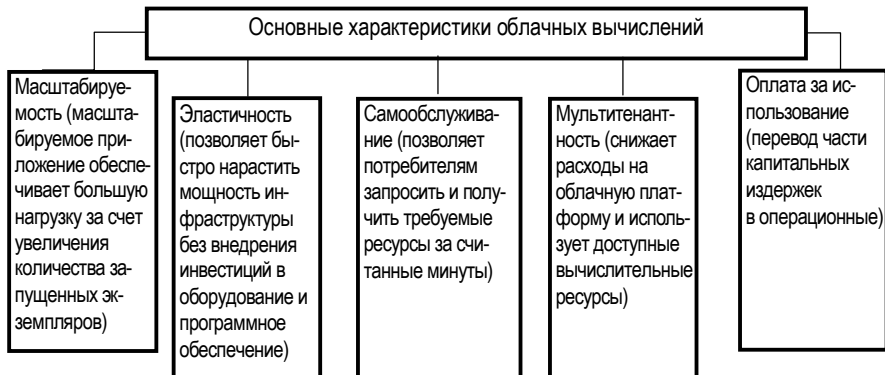 Основные характеристики облачных вычислений
Масштабируе-
мость (масшта-
бируемое при-
ложение обеспе-
чивает большую
нагрузку за счет
увеличения
количества за-
пущенных эк-
земпляров)
Эластичность
(позволяет бы-
стро нарастить
мощность ин-
фраструктуры
без внедрения
инвестиций в
оборудование и
программное
обеспечение)
Самообслужива-
ние (позволяет
потребителям
запросить и полу-
чить требуемые
ресурсы за счи-
танные минуты)
Мультитенант-
ность (снижает
расходы на
облачную плат-
форму и исполь-
зует доступные
вычислительные
ресурсы)
Оплата за ис-
пользование
(перевод части
капитальных
издержек
в операционные)